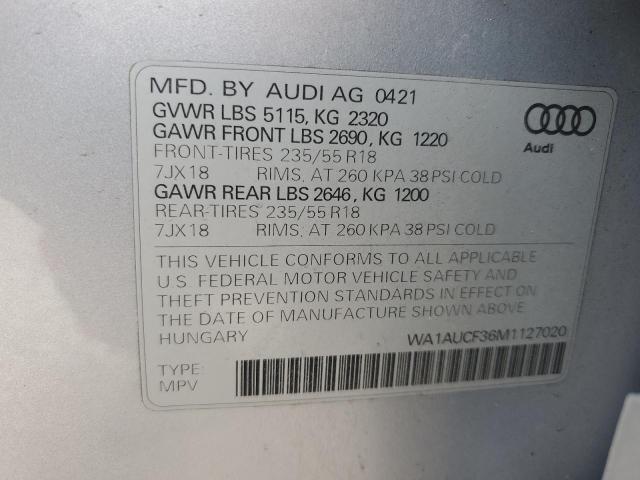 MFD. BY AUDI AG 0421
GVWR LBS 5115, KG 2320
GAWR FRONT LBS 2690, KG 1220
FRONT-TIRES 235/55 R18
7JX18 RIMS, AT 260 KPA 38 PSI COLD
GAWR REAR LBS 2646, KG 1200
REAR-TIRES 235/55 R18
7JX18 RIMS, AT 260 KPA 38 PSI COLD
Audi
THIS VEHICLE CONFORMS TO ALL APPLICABLE
U.S. FEDERAL MOTOR VEHICLE SAFETY AND
THEFT PREVENTION STANDARDS IN EFFECT ON
THE DATE OF MANUFACTURE SHOWN ABOVE.
HUNGARY WA1AUCF36M1127020
TYPE:
MPV